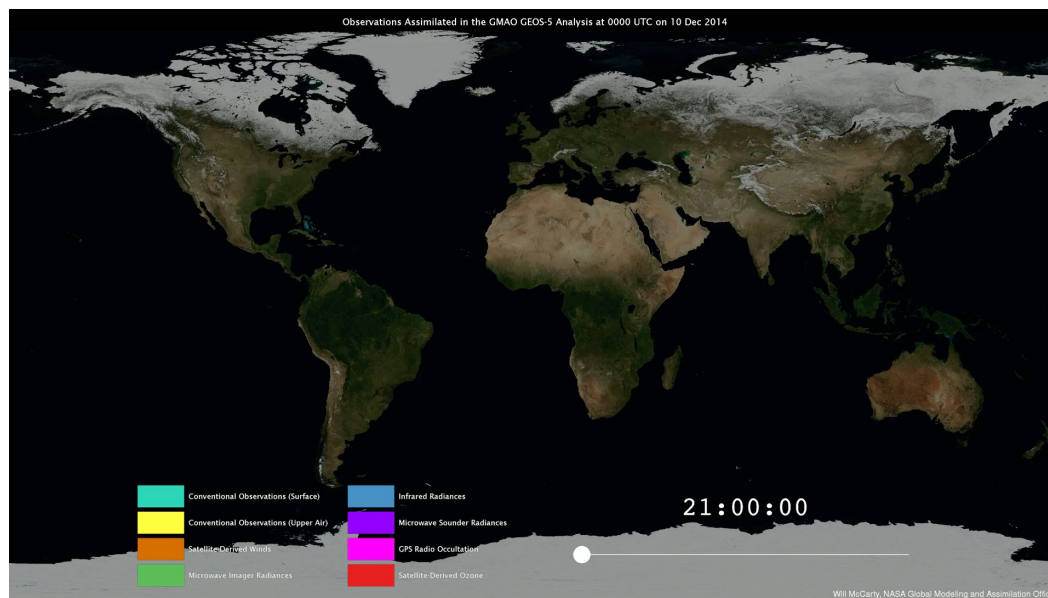 Observations Assimilated in the GMAO GEOS-5 Analysis at 0000 UTC on 10 Dec 2014
Conventional Observations (Surface)
Conventional Observations (Upper Air)
Satellite-Derived Winds
Microwave Imager Radiances
Infrared Radiances
Microwave Sounder Radiances
GPS Radio Occultation
Satellite-Derived Ozone
21:00:00
Will McCarty, NASA Global Modeling and Assimilation Offic